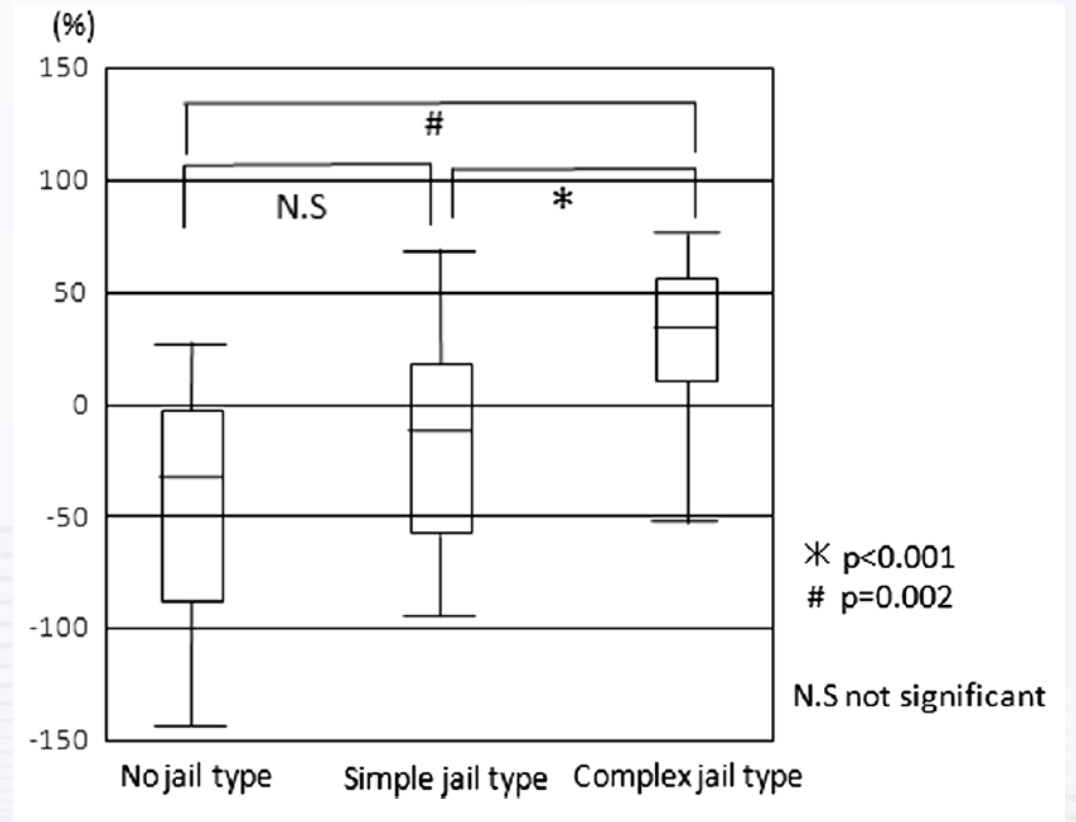 (%)
150
#
100
N.S
*
50
0
-50
* p<0.001
# p=0.002
-100
N.S not significant
-150
No jail type Simple jail type Complex jail type